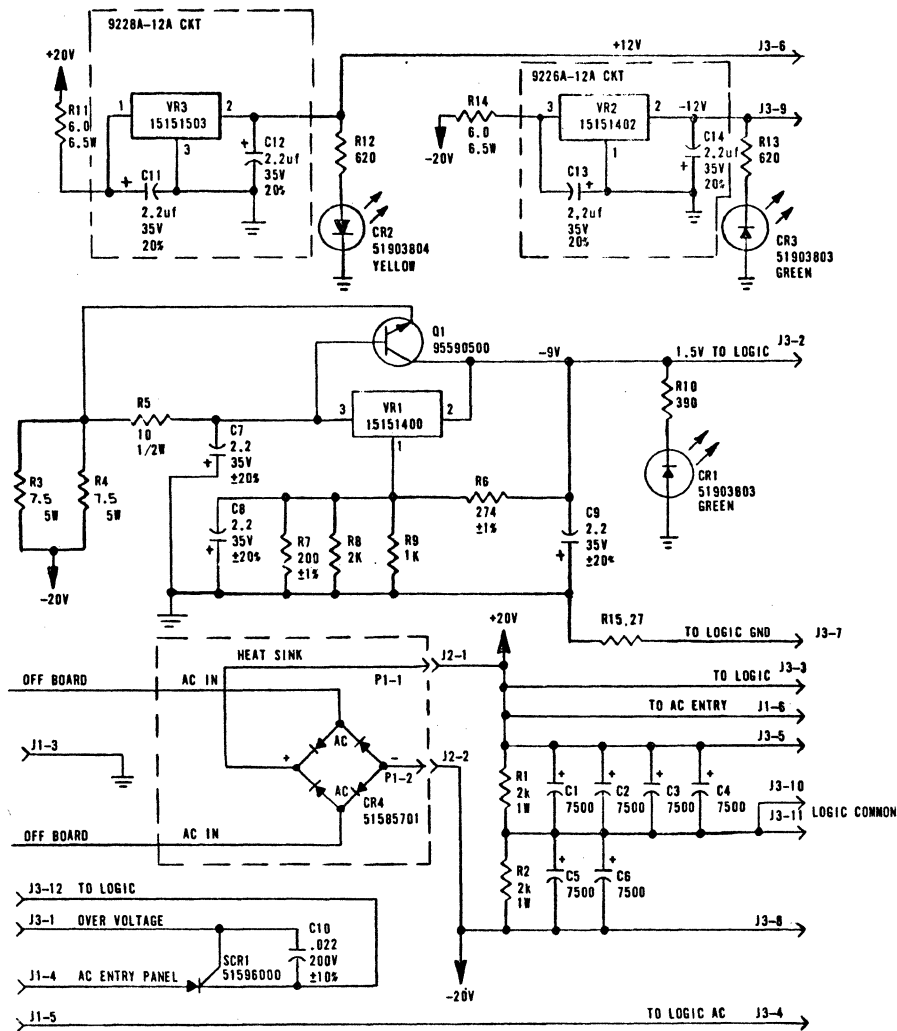 9228A-12A CKT
+20V
+12V
J3-6
9226A-12A CKT
R11
6.0
6.5W
1
VR3
15151503
2
3
C12
2.2uf
35V
20%
+
C11
2.2uf
35V
20%
+
R12
620
CR2
51903804
YELLOW
R14
6.0
6.5W
-20V
3
VR2
15151402
2
1
-12V
J3-9
C14
2.2uf
35V
20%
+
C13
2.2uf
35V
20%
+
R13
620
CR3
51903803
GREEN
Q1
95590500
-9V
1.5V TO LOGIC
J3-2
R5
10
1/2W
C7
2.2
35V
±20%
+
3
VR1
15151400
2
1
R10
390
CR1
51903803
GREEN
R3
7.5
5W
R4
7.5
5W
-20V
C8
2.2
35V
±20%
+
R7
200
±1%
R8
2K
R9
1K
R6
274
±1%
C9
2.2
35V
±20%
+
R15,27
TO LOGIC GND
J3-7
+20V
HEAT SINK
P1-1
J2-1
J3-3
TO LOGIC
OFF BOARD
AC IN
TO AC ENTRY
J1-6
J1-3
AC
AC
+
-
P1-2
J2-2
CR4
51585701
J3-5
R1
2k
1W
+
C1
7500
+
C2
7500
+
C3
7500
+
C4
7500
J3-10
J3-11
LOGIC COMMON
OFF BOARD
AC IN
R2
2k
1W
+
C5
7500
+
C6
7500
J3-12 TO LOGIC
J3-1 OVER VOLTAGE
J3-8
C10
.022
200V
±10%
SCR1
51596000
J1-4 AC ENTRY PANEL
-20V
J1-5
TO LOGIC AC
J3-4